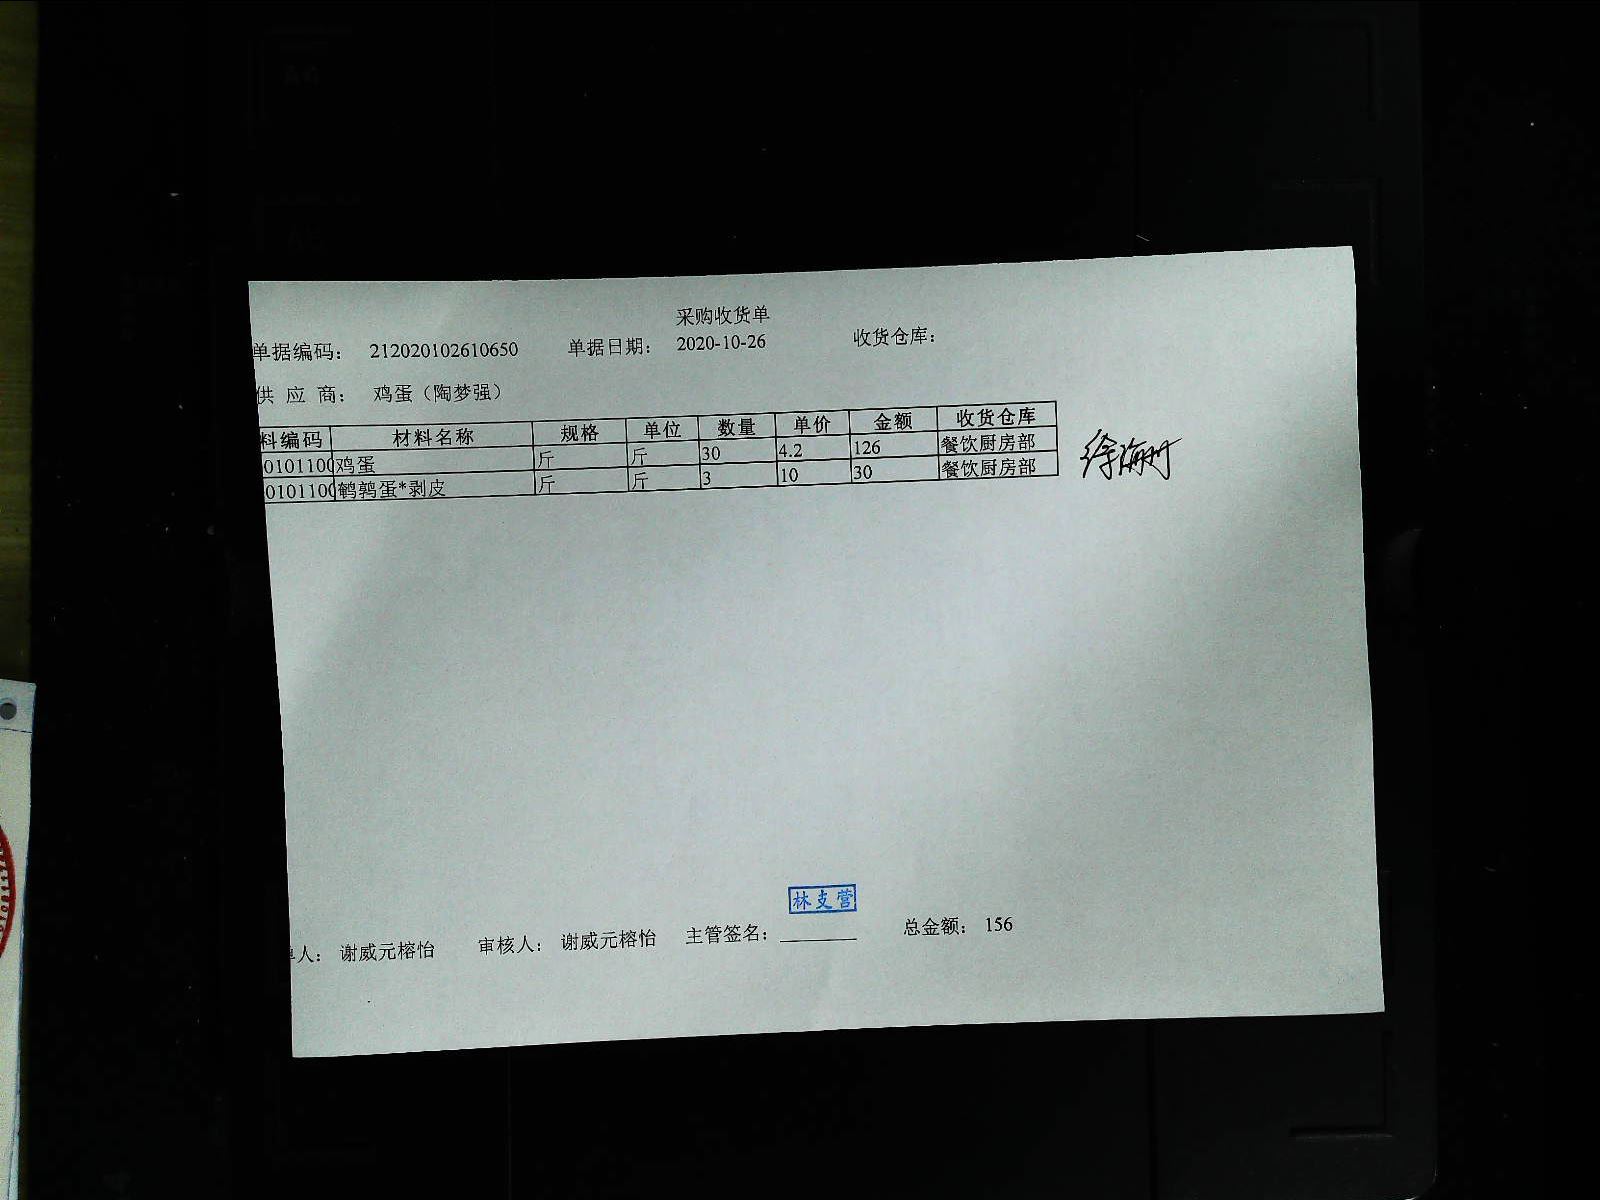 采购收货单
单据编码： 212020102610650 单据日期： 2020-10-26 收货仓库：
供 应 商： 鸡蛋（陶梦强）
料编码 材料名称 规格 单位 数量 单价 金额 收货仓库
0101100 鸡蛋 斤 斤 30 4.2 126 餐饮厨房部
0101100 鹌鹑蛋*剥皮 斤 斤 3 10 30 餐饮厨房部
林支营
人： 谢威元榕怡 审核人： 谢威元榕怡 主管签名： 总金额： 156